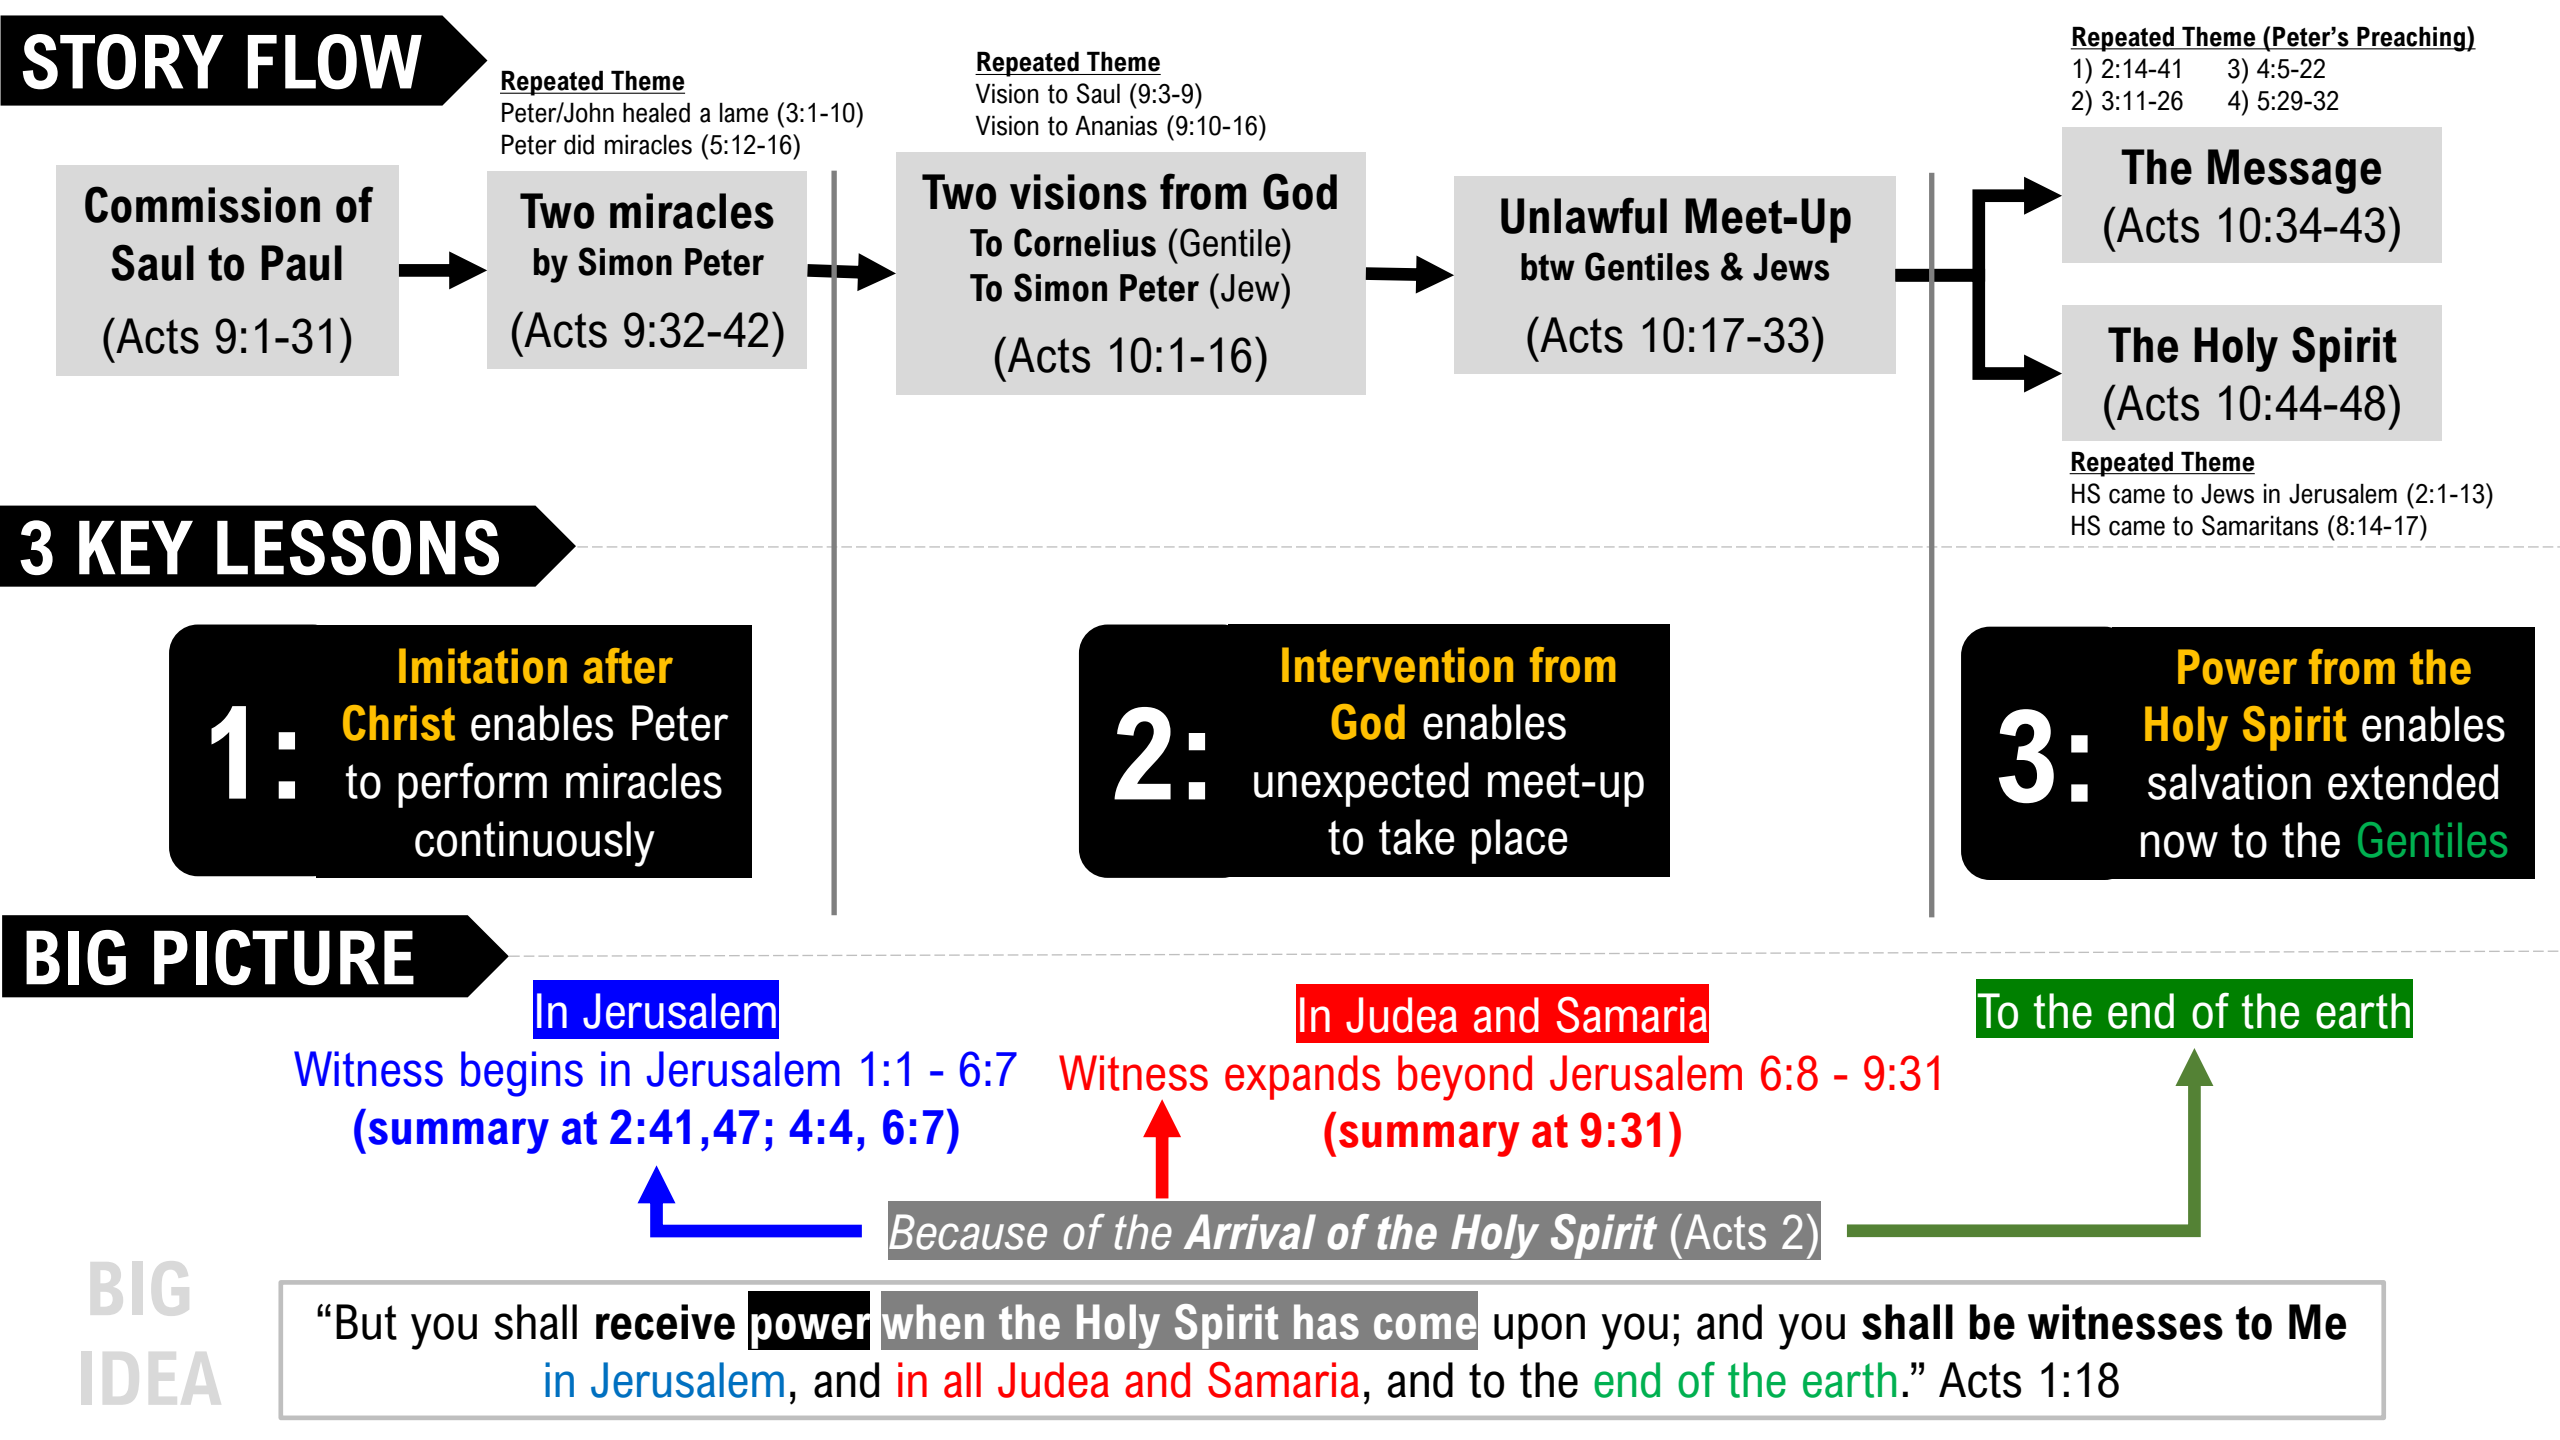 STORY FLOW
Repeated Theme
Peter/John healed a lame (3:1-10)
Peter did miracles (5:12-16)
Repeated Theme
Vision to Saul (9:3-9)
Vision to Ananias (9:10-16)
Repeated Theme (Peter’s Preaching)
1) 2:14-41 3) 4:5-22
2) 3:11-26 4) 5:29-32
Commission of
Saul to Paul
(Acts 9:1-31)
Two miracles
by Simon Peter
(Acts 9:32-42)
Two visions from God
To Cornelius (Gentile)
To Simon Peter (Jew)
(Acts 10:1-16)
Unlawful Meet-Up
btw Gentiles & Jews
(Acts 10:17-33)
The Message
(Acts 10:34-43)
The Holy Spirit
(Acts 10:44-48)
Repeated Theme
HS came to Jews in Jerusalem (2:1-13)
HS came to Samaritans (8:14-17)
3 KEY LESSONS
1:
Imitation after
Christ enables Peter
to perform miracles
continuously
2:
Intervention from
God enables
unexpected meet-up
to take place
3:
Power from the
Holy Spirit enables
salvation extended
now to the Gentiles
BIG PICTURE
In Jerusalem
Witness begins in Jerusalem 1:1 - 6:7
(summary at 2:41,47; 4:4, 6:7)
In Judea and Samaria
Witness expands beyond Jerusalem 6:8 - 9:31
(summary at 9:31)
To the end of the earth
Because of the Arrival of the Holy Spirit (Acts 2)
BIG
IDEA
“But you shall receive power when the Holy Spirit has come upon you; and you shall be witnesses to Me
in Jerusalem, and in all Judea and Samaria, and to the end of the earth.” Acts 1:18